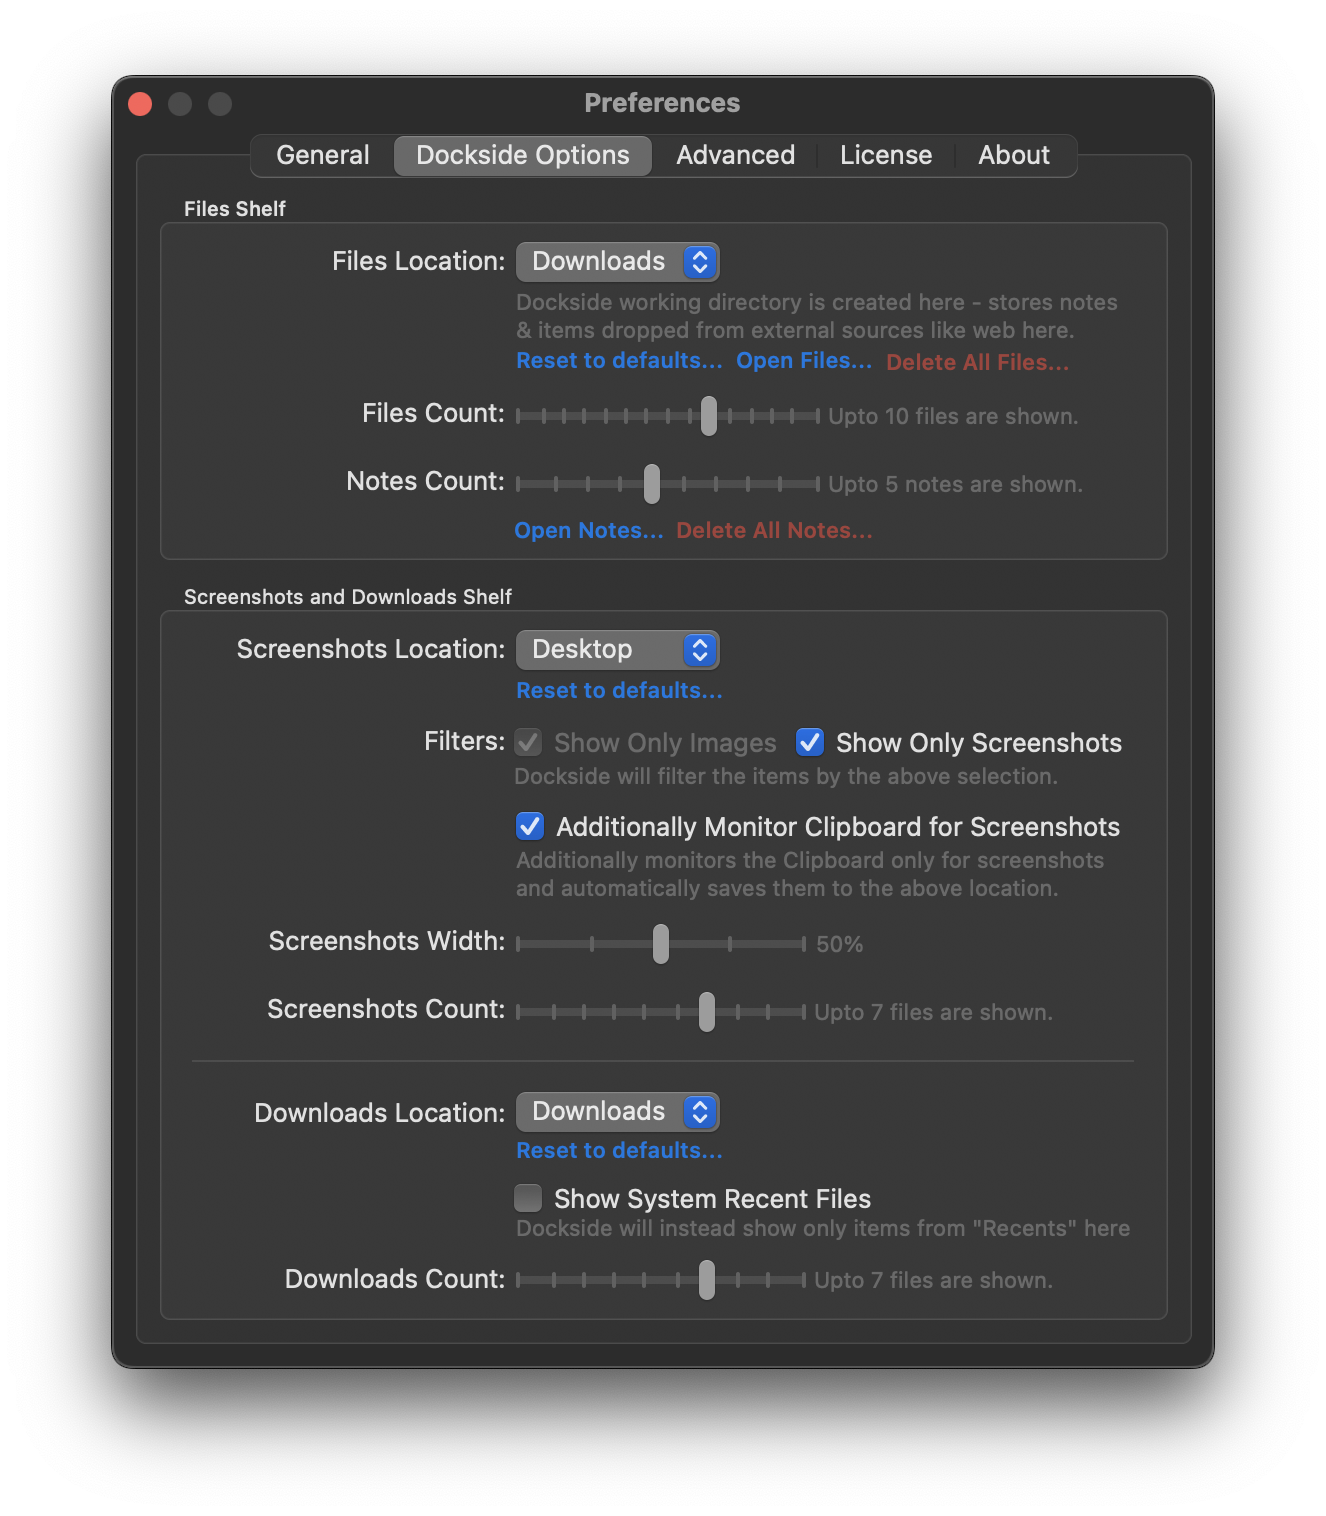 Preferences
General Dockside Options Advanced License About
Files Shelf
Files Location: Downloads
Dockside working directory is created here - stores notes
& items dropped from external sources like web here.
Reset to defaults... Open Files... Delete All Files...
Files Count: Upto 10 files are shown.
Notes Count: Upto 5 notes are shown.
Open Notes... Delete All Notes...
Screenshots and Downloads Shelf
Screenshots Location: Desktop
Reset to defaults...
Filters: Show Only Images Show Only Screenshots
Dockside will filter the items by the above selection.
Additionally Monitor Clipboard for Screenshots
Additionally monitors the Clipboard only for screenshots
and automatically saves them to the above location.
Screenshots Width: 50%
Screenshots Count: Upto 7 files are shown.
Downloads Location: Downloads
Reset to defaults...
Show System Recent Files
Dockside will instead show only items from "Recents" here
Downloads Count: Upto 7 files are shown.